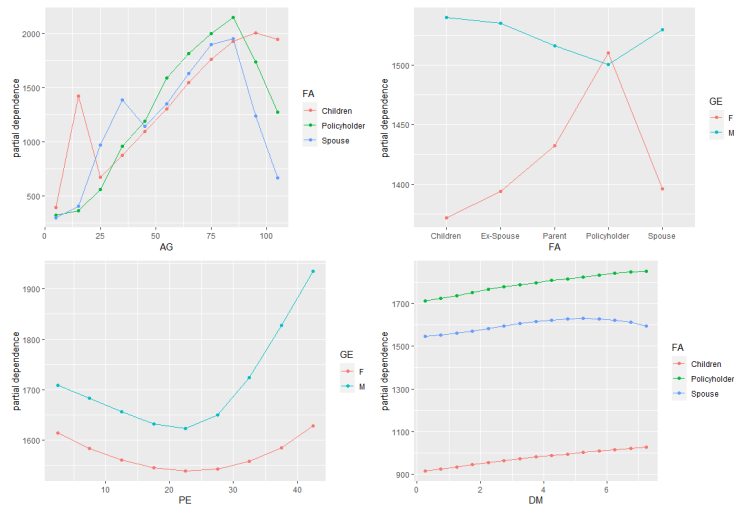 partial dependence
2000
1500
1000
500
0
25
50
75
100
AG
FA
Children
Policyholder
Spouse
partial dependence
1500
1450
1400
Children Ex-Spouse Parent Policyholder Spouse
FA
GE
F
M
partial dependence
1900
1800
1700
1600
10
20
30
40
PE
GE
F
M
partial dependence
1700
1500
1300
1100
900
0
2
4
6
DM
FA
Children
Policyholder
Spouse